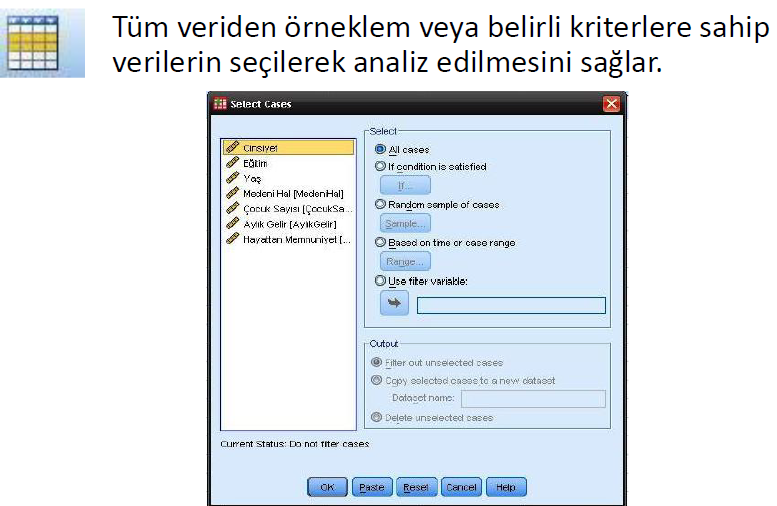 Tüm veriden örneklem veya belirli kriterlere sahip
verilerin seçilerek analiz edilmesini sağlar.
Select Cases
Cinsiyet
Eğitim
Yaş
Medeni Hal [MedeniHal]
Çocuk Sayısı [ÇocukSa...
Aylık Gelir [AylıkGelir]
Hayattan Memnuniyet [...
Select
All cases
If condition is satisfied
If...
Random sample of cases
Sample...
Based on time or case range
Range...
Use filter variable:
Output
Filter out unselected cases
Copy selected cases to a new dataset
Dataset name:
Delete unselected cases
Current Status: Do not filter cases
OK
Paste
Reset
Cancel
Help